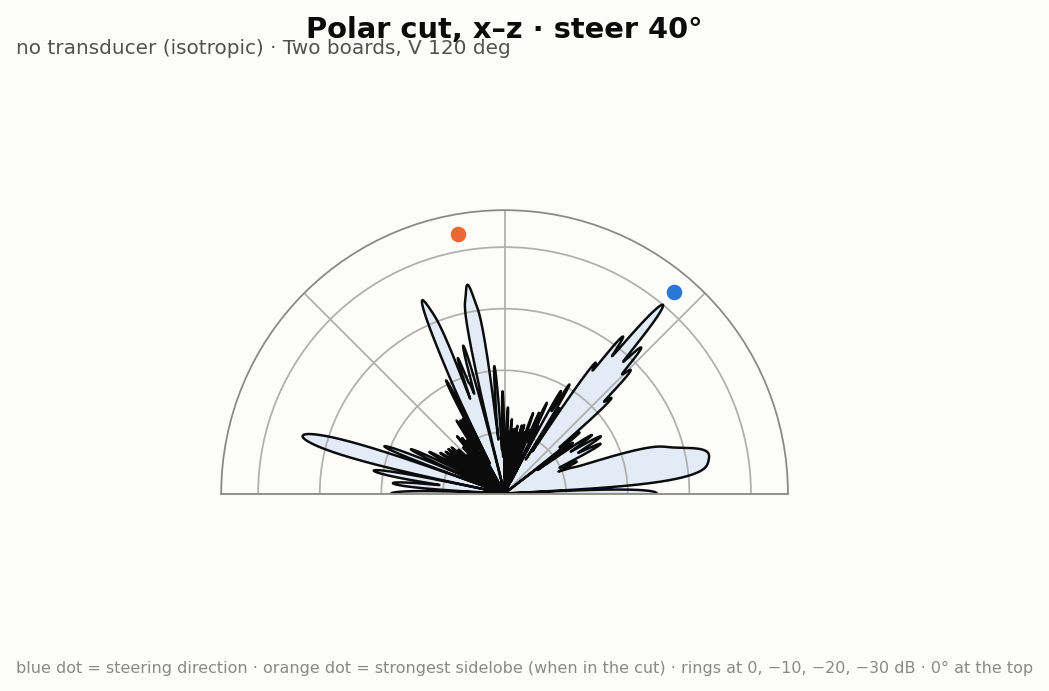 Polar cut, x–z · steer 40°
no transducer (isotropic) · Two boards, V 120 deg
blue dot = steering direction · orange dot = strongest sidelobe (when in the cut) · rings at 0, −10, −20, −30 dB · 0° at the top